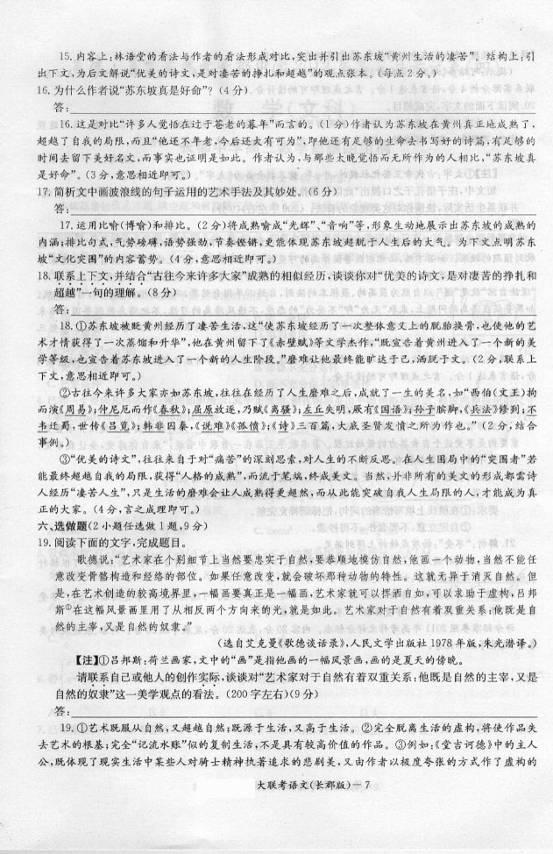 15. 内容上:林语堂的看法与作者的看法形成对比,突出并引出苏东坡“黄州生活的凄苦”。结构上:引
出下文,为后文解说“优美的诗文,是对凄苦的挣扎和超越”的观点张本。(每点2分。)
16. 为什么作者说“苏东坡真是好命”?(4分)
答:
16. 这是对比“许多人觉悟在过于苍老的暮年”而言的。(1分)作者认为苏东坡在黄州真正地成熟了,
超越了自我的局限,而且“他还不年老,今后还大有可为”,即他还有足够的生命去书写好的诗篇,有足够的
时间去留下美好名文,而事实也证明是如此。作者认为,与那些太晚觉悟而无所作为的人相比,“苏东坡真
是好命”。(3分,意思相近即可。)
17. 简析文中画波浪线的句子运用的艺术手法及其妙处。(6分)
答:
17. 运用比喻(博喻)和排比。(2分)将成熟喻成“光辉”、“音响”等,形象生动地展示出苏东坡的成熟的
内涵;排比句式,气势磅礴,语势强劲,节奏铿锵,更能体现苏东坡超脱于人生后的大气。为下文点明苏东
坡“文化突围”的内容蓄势。(4分,意思相近即可。)
18. 联系上下文,并结合“古往今来许多大家”成熟的相似经历,谈谈你对“优美的诗文,是对凄苦的挣扎和
超越”一句的理解。(8分)
答:
18. ①苏东坡被贬黄州经历了凄苦生活,这“使苏东坡经历了一次整体意义上的脱胎换骨,也使他的艺
术才情获得了一次蒸馏和升华”,他在黄州留下了《赤壁赋》等文学杰作,“既宣告着黄州进入了一个新的美
学等级,也宣告着苏东坡进入了一个新的人生阶段。”磨难让他最终能旷达于己,洒脱于文。(2分,联系上
下文,意思相近即可。)
②古往今来许多大家亦如苏东坡,往往在经历了人生磨难之后,成就了一生的美名,如“西伯(文王)拘
而演《周易》;仲尼厄而作《春秋》;屈原放逐,乃赋《离骚》;左丘失明,厥有《国语》;孙子膑脚,《兵法》修列;不
韦迁蜀,世传《吕览》;韩非囚秦,《说难》《孤愤》;《诗》三百篇,大底圣贤发愤之所为作也。”(2分,结合
事例。)
③“优美的诗文”,往往来自于对“痛苦”的深刻思索,对人生的不断反思。在人生困局中的“突围者”若
能最终超越自我的局限,获得“人格的成熟”,而流于笔端,终成美文。当然,并非所有的美文的形成都需诗
人经历“凄苦人生”,只是生活的磨难会让人成熟得更超然,而从此能突破自我人生局限的人,才能成为真
正的大家。(4分,言之成理即可。)
六、选做题(2小题任选做1题,9分)
19. 阅读下面的文字,完成题目。
歌德说:“艺术家在个别细节上当然要忠实于自然,要恭顺地模仿自然,他画一个动物,当然不能任
意改变骨骼构造和经络的部位。如果任意改变,就会破坏那种动物的特性。这就无异于消灭自然。但
是,在艺术创造的较高境界里,一幅画要真正是一幅画,艺术家就可以挥洒自如,可以求助于虚构,吕邦
斯①在这幅风景画里用了从相反两个方向来的光,就是如此。艺术家对于自然有着双重关系:他既是自
然的主宰,又是自然的奴隶。”
(选自艾克曼《歌德谈话录》,人民文学出版社1978年版,朱光潜译。)
【注】①吕邦斯:荷兰画家,文中的“画”是指他画的一幅风景画,画的是夏天的傍晚。
请联系自己或他人的创作实际,谈谈对“艺术家对于自然有着双重关系:他既是自然的主宰,又是
自然的奴隶”这一美学观点的看法。(200字左右)(9分)
答:
19. ①艺术既服从自然,又超越自然;既源于生活,又高于生活。②完全脱离生活的虚构,将使作品失
去艺术的根基;完全“记流水账”似的复制生活,不是具有较高价值的作品。③例如:《堂吉诃德》中的主人
公,既体现了现实生活中某些人对骑士精神执著追求的悲剧美,又由作者以极度夸张的方式作了虚构的
大联考语文(长郡版)— 7